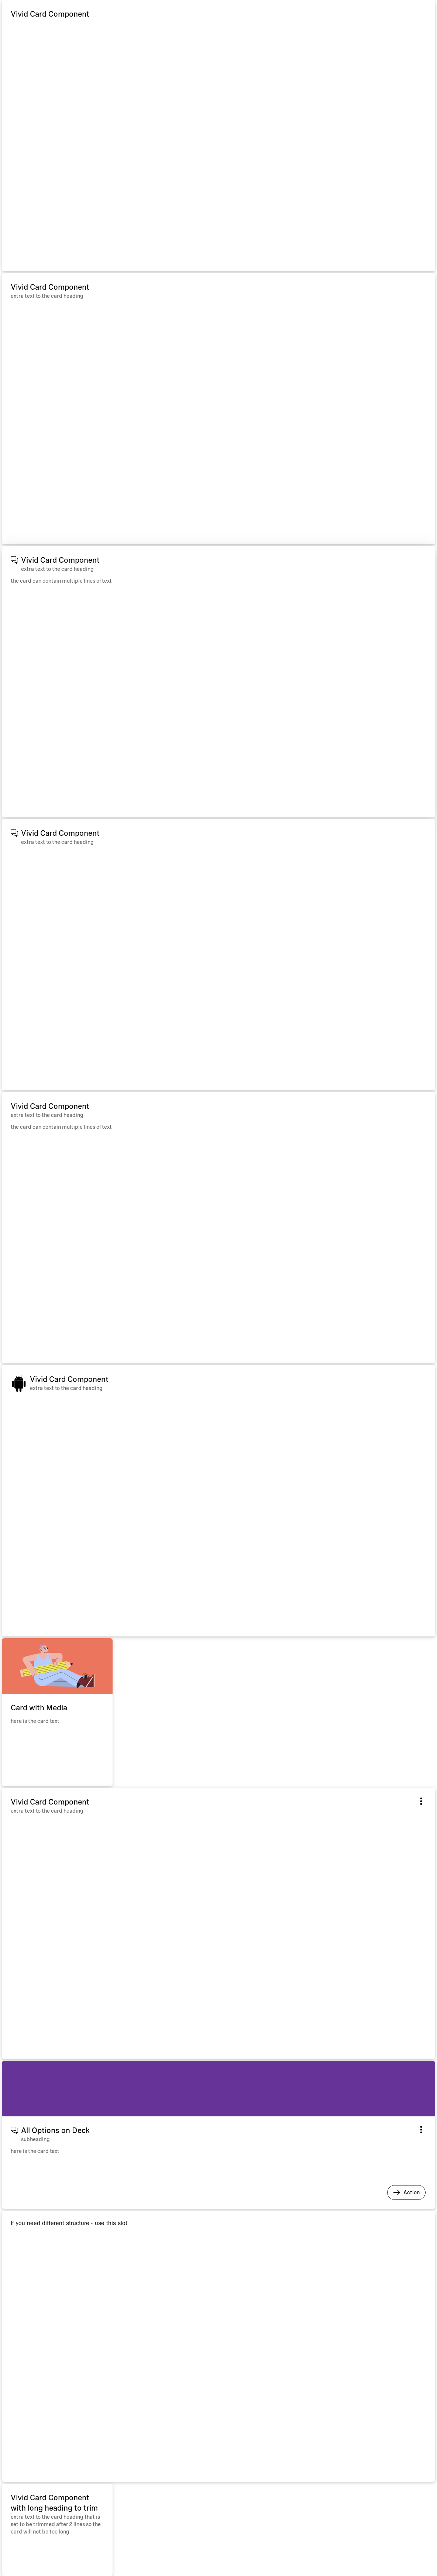 Vivid Card Component
Vivid Card Component
extra text to the card heading
Vivid Card Component
extra text to the card heading
the card can contain multiple lines of text
Vivid Card Component
extra text to the card heading
Vivid Card Component
extra text to the card heading
the card can contain multiple lines of text
Vivid Card Component
extra text to the card heading
Card with Media
here is the card text
Vivid Card Component
extra text to the card heading
All Options on Deck
subheading
here is the card text
Action
If you need different structure - use this slot
Vivid Card Component
with long heading to trim
extra text to the card heading that is
set to be trimmed after 2 lines so the
card will not be too long